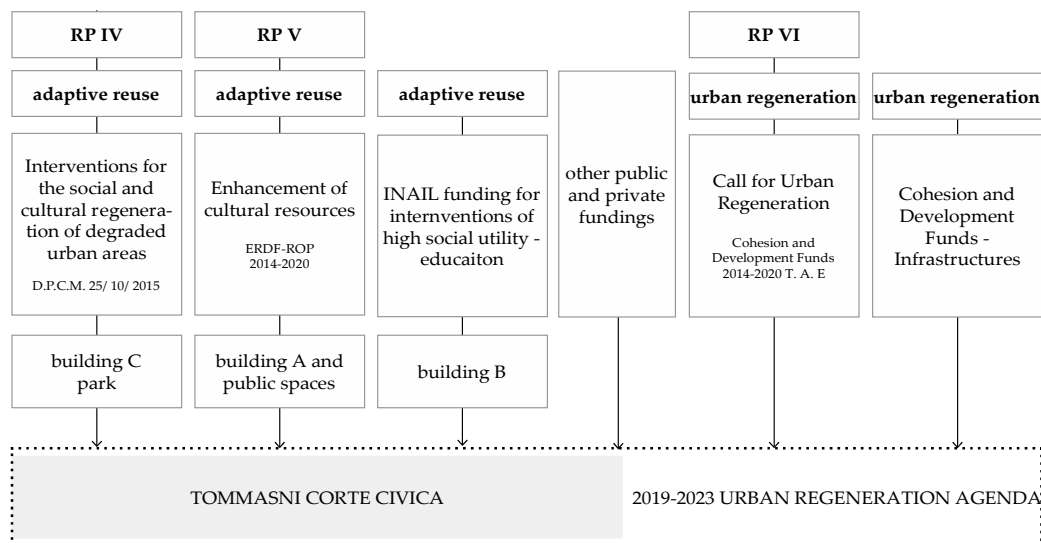 RP IV
RP V
RP VI
adaptive reuse
adaptive reuse
adaptive reuse
urban regeneration
urban regeneration
Interventions for
the social and
cultural regenera-
tion of degraded
urban areas
D.P.C.M. 25/ 10/ 2015
Enhancement of
cultural resources
ERDF-ROP
2014-2020
INAIL funding for
internventions of
high social utility -
educaiton
other public
and private
fundings
Call for Urban
Regeneration
Cohesion and
Development Funds
2014-2020 T. A. E
Cohesion and
Development
Funds -
Infrastructures
building C
park
building A and
public spaces
building B
TOMMASNI CORTE CIVICA
2019-2023 URBAN REGENERATION AGENDA